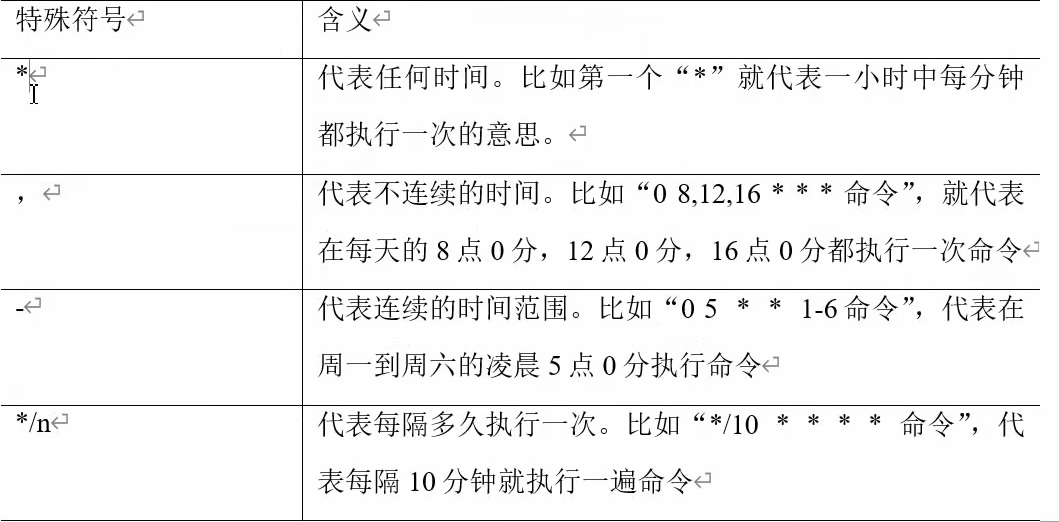 特殊符号
含义
*
代表任何时间。比如第一个“*”就代表一小时中每分钟
都执行一次的意思。
，
代表不连续的时间。比如“0 8,12,16 * * * 命令”，就代表
在每天的 8 点 0 分，12 点 0 分，16 点 0 分都执行一次命令
-
代表连续的时间范围。比如“0 5 * * 1-6 命令”，代表在
周一到周六的凌晨 5 点 0 分执行命令
*/n
代表每隔多久执行一次。比如“*/10 * * * * 命令”，代
表每隔 10 分钟就执行一遍命令